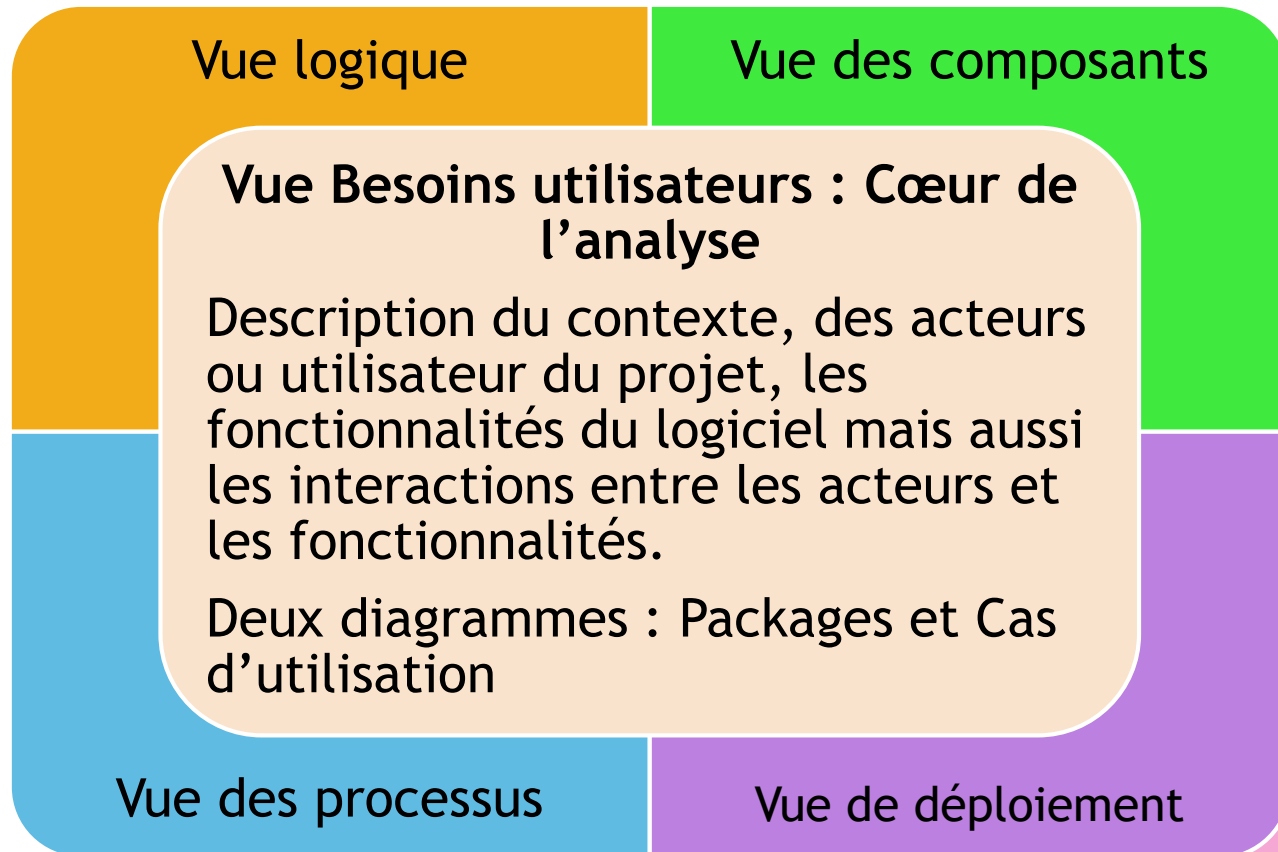 Vue logique
Vue des composants
Vue Besoins utilisateurs : Cœur de
l’analyse
Description du contexte, des acteurs
ou utilisateur du projet, les
fonctionnalités du logiciel mais aussi
les interactions entre les acteurs et
les fonctionnalités.
Deux diagrammes : Packages et Cas
d’utilisation
Vue des processus
Vue de déploiement